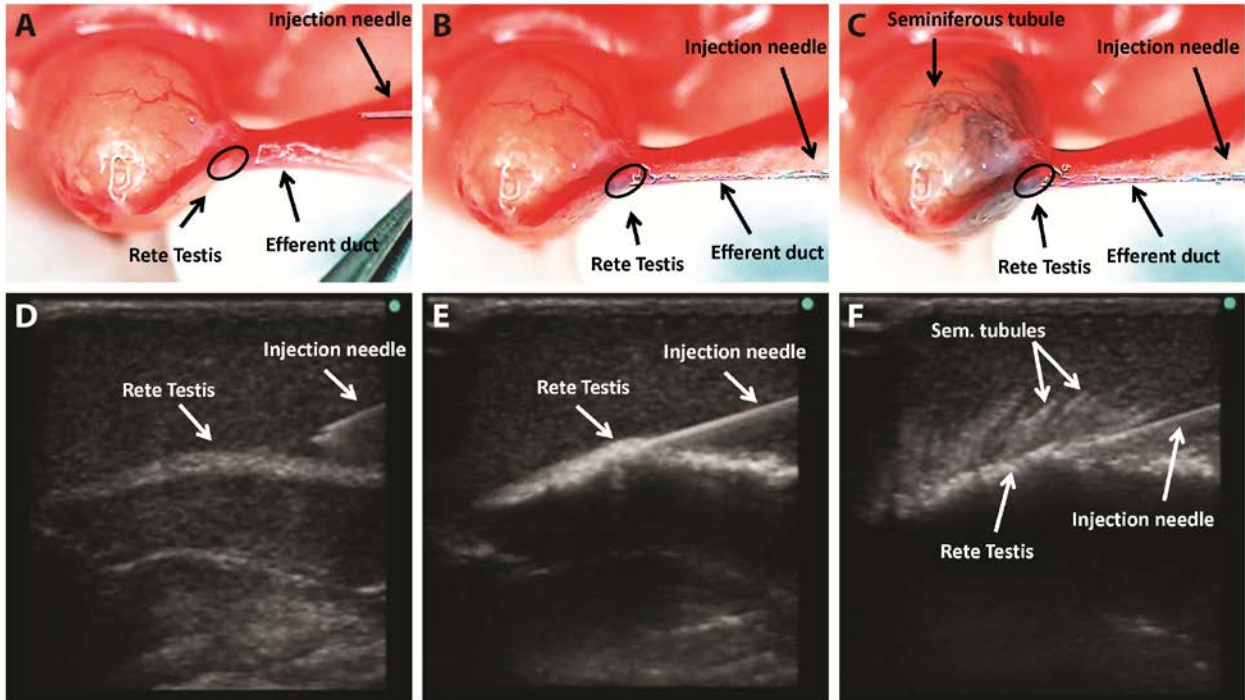 A
Injection needle
Rete Testis
Efferent duct
B
Injection needle
Rete Testis
Efferent duct
C
Seminiferous tubule
Injection needle
Rete Testis
Efferent duct
D
Injection needle
Rete Testis
E
Injection needle
Rete Testis
F
Sem. tubules
Injection needle
Rete Testis